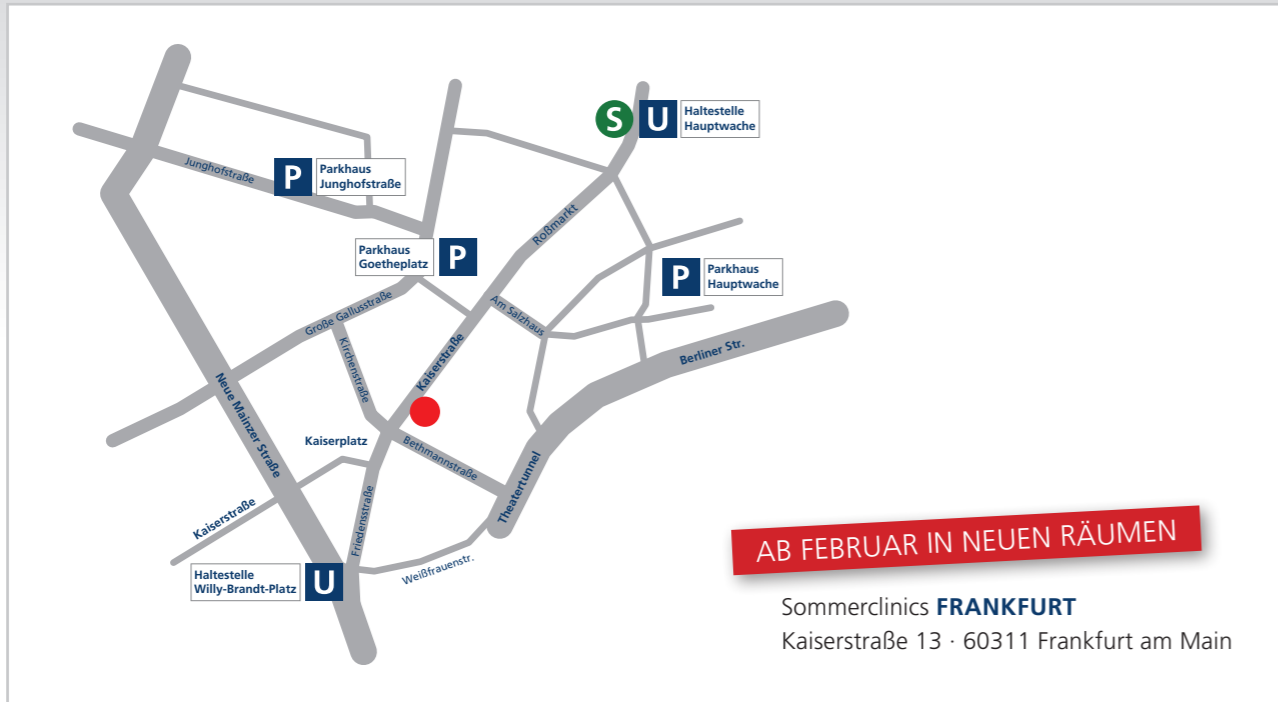 S
U
Haltestelle
Hauptwache
Junghofstraße
P
Parkhaus
Junghofstraße
Roßmarkt
Parkhaus
Goetheplatz
P
P
Parkhaus
Hauptwache
Große Gallusstraße
Am Salzhaus
Kirchenstraße
Kaiserstraße
Berliner Str.
Neue Mainzer Straße
Kaiserplatz
Bethmannstraße
Theatertunnel
Kaiserstraße
Friedensstraße
Weißfrauenstr.
Haltestelle
Willy-Brandt-Platz
U
AB FEBRUAR IN NEUEN RÄUMEN
Sommerclinics FRANKFURT
Kaiserstraße 13 · 60311 Frankfurt am Main